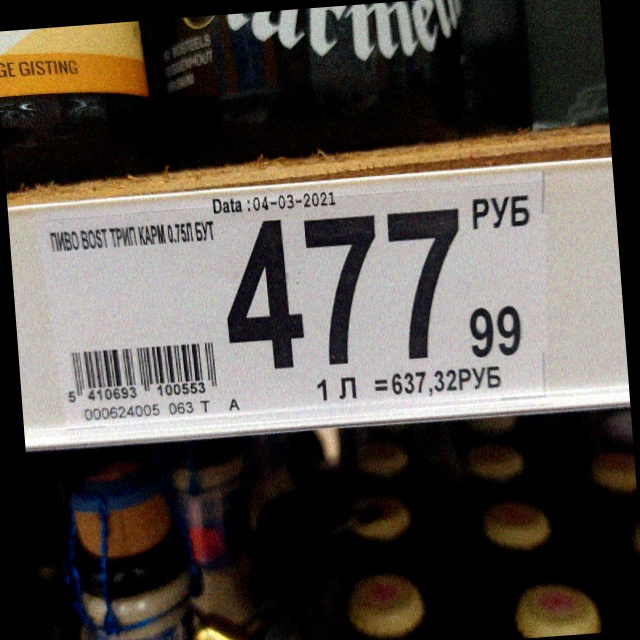 GE GISTING
Data :04-03-2021
ПИВО BOST ТРИП КАРМ 0.75Л БУТ
477 99 РУБ
1 Л =637,32РУБ
5 410693 100553
000624005 063 T A